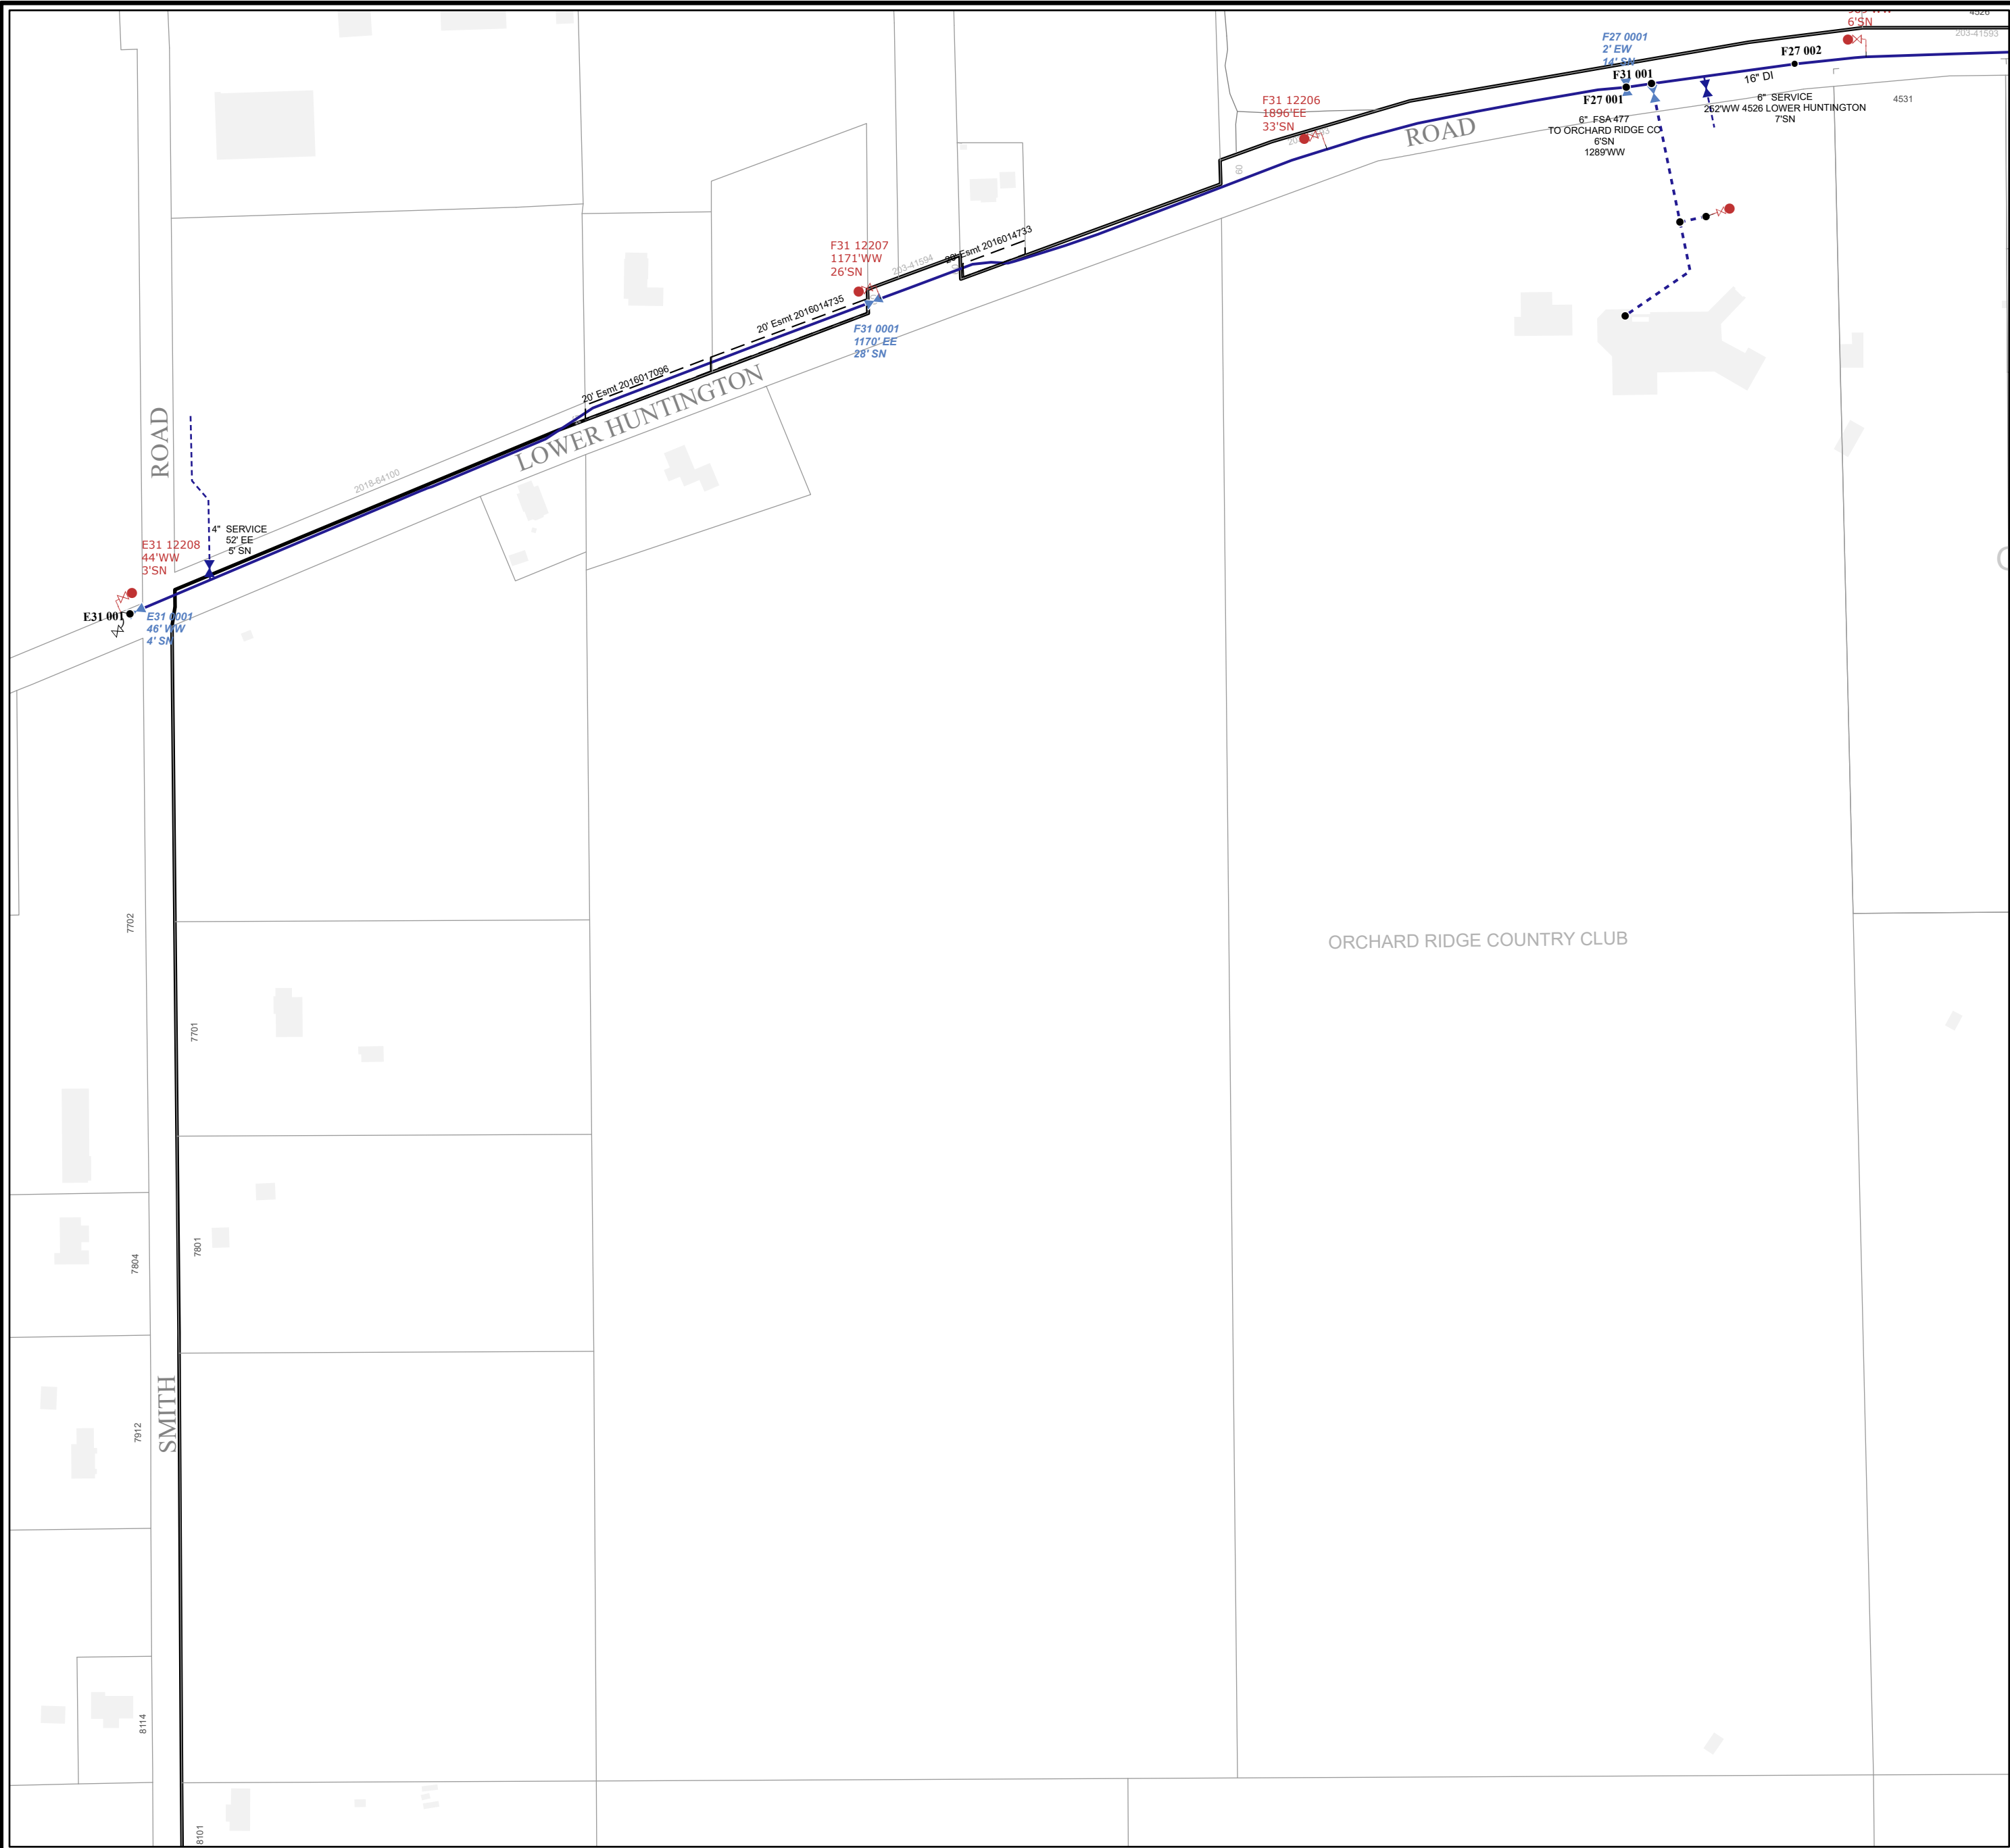 6'SN
203-41593
F27 0001
2' EW
14' SN
F27 002
F31 001
16" DI
F27 001
6" SERVICE
252'WW 4526 LOWER HUNTINGTON
7'SN
4531
6" FSA 477
TO ORCHARD RIDGE CO
6'SN
1289'WW
F31 12206
1896'EE
33'SN
ROAD
60
F31 12207
1171'WW
26'SN
203-41594
20' Esmt 2016014733
20' Esmt 2016014735
F31 0001
1170' EE
28' SN
20' Esmt 2016017096
LOWER HUNTINGTON
ROAD
2018-64100
4" SERVICE
52' EE
5' SN
E31 12208
44'WW
3'SN
E31 001
E31 0001
46' WW
4' SN
7702
ORCHARD RIDGE COUNTRY CLUB
7701
7801
7804
SMITH
7912
8114
8101